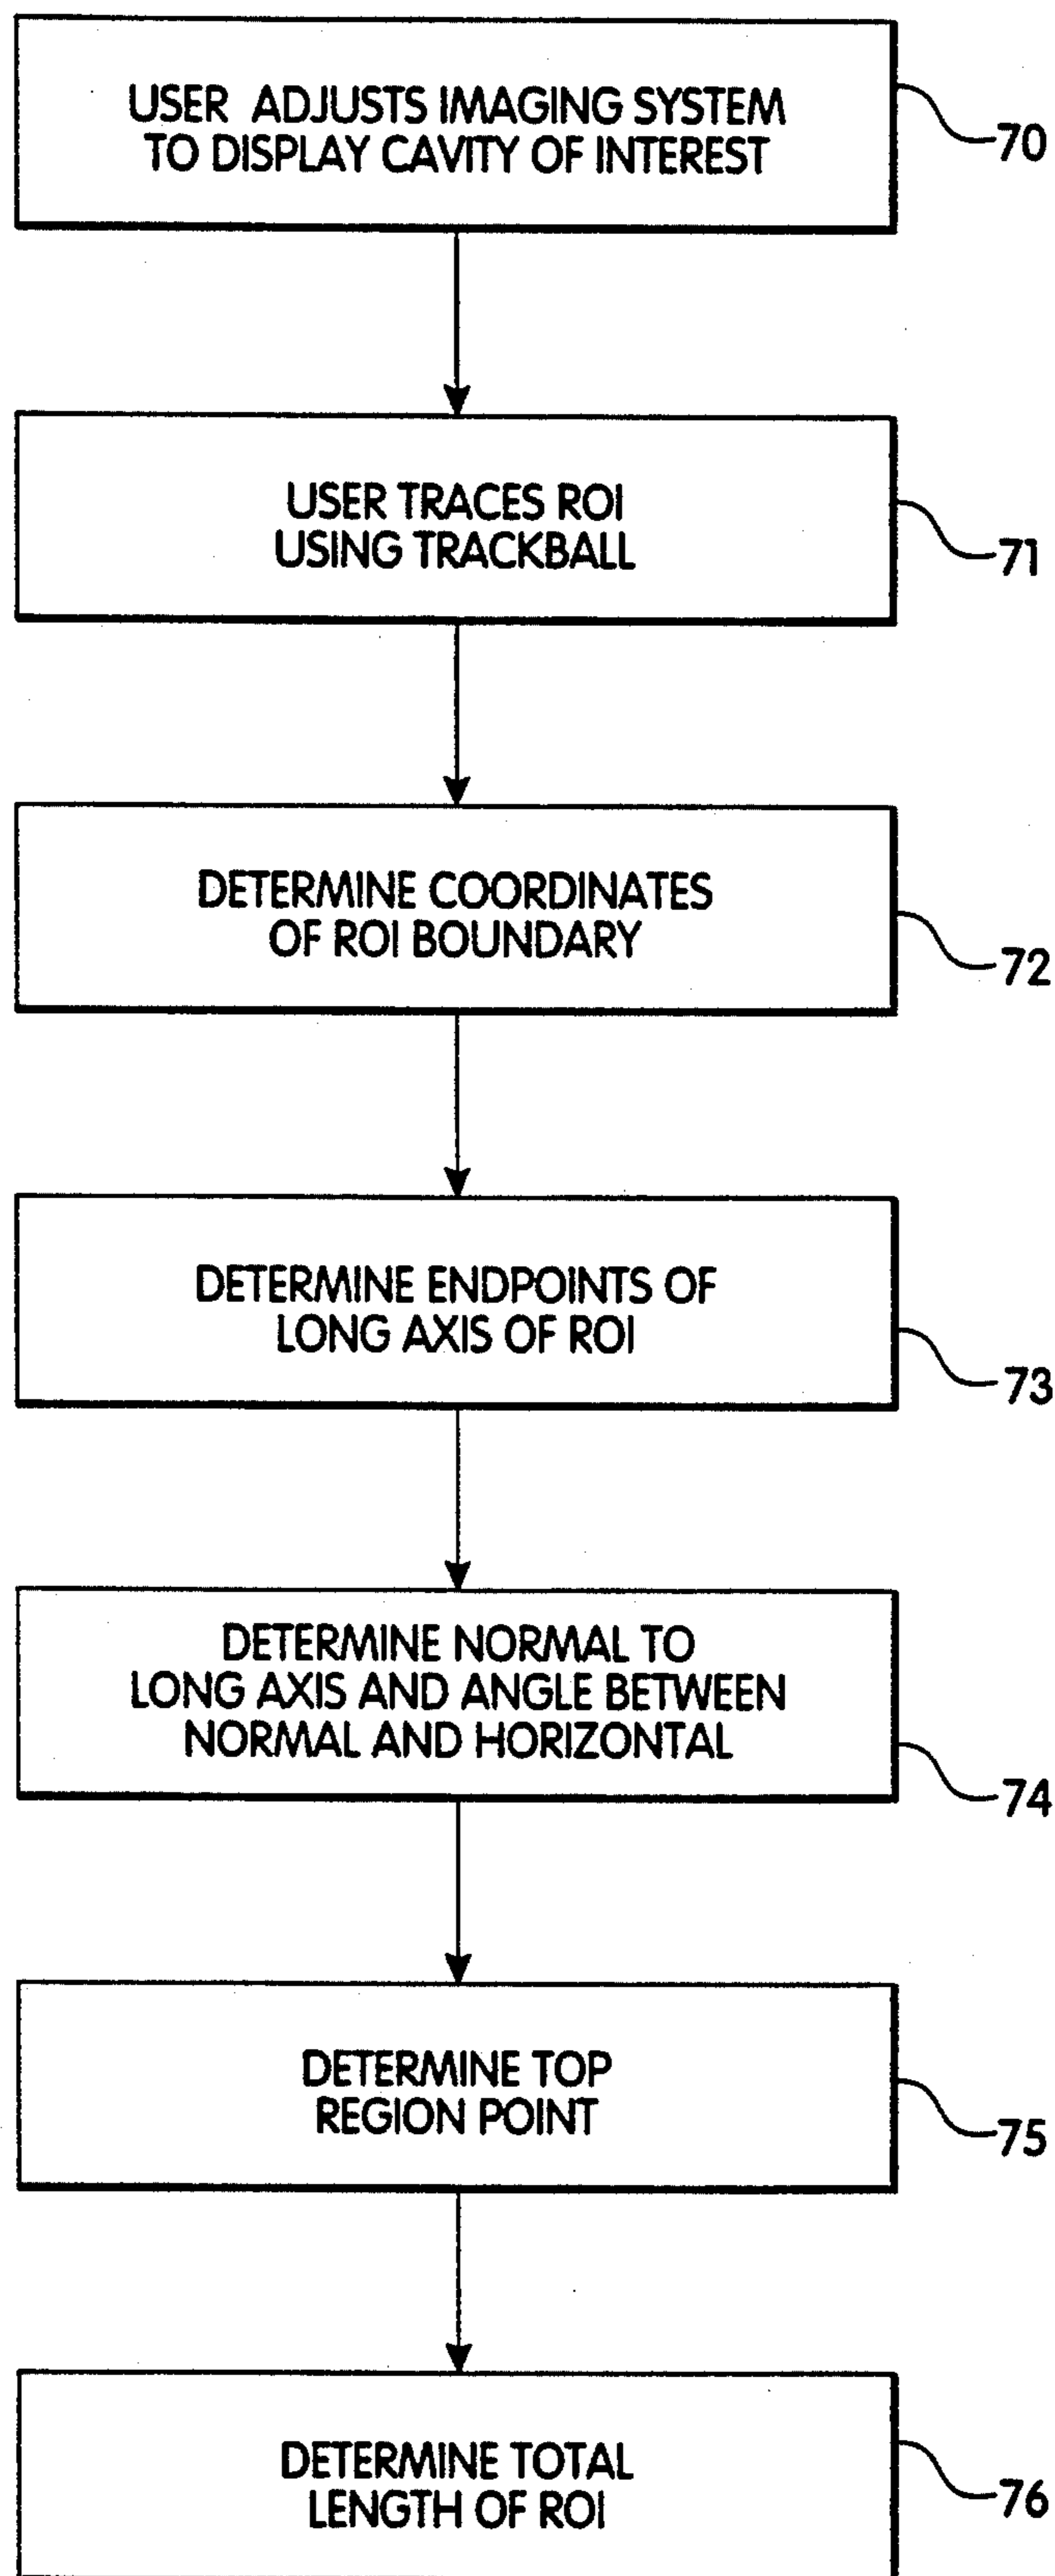 USER ADJUSTS IMAGING SYSTEM
TO DISPLAY CAVITY OF INTEREST
70
USER TRACES ROI
USING TRACKBALL
71
DETERMINE COORDINATES
OF ROI BOUNDARY
72
DETERMINE ENDPOINTS OF
LONG AXIS OF ROI
73
DETERMINE NORMAL TO
LONG AXIS AND ANGLE BETWEEN
NORMAL AND HORIZONTAL
74
DETERMINE TOP
REGION POINT
75
DETERMINE TOTAL
LENGTH OF ROI
76